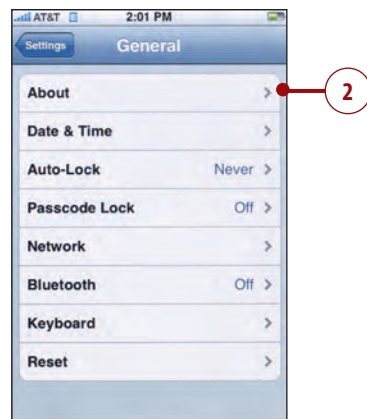 AT&T 2:01 PM
Settings General
About
2
Date & Time
Auto-Lock Never
Passcode Lock Off
Network
Bluetooth Off
Keyboard
Reset